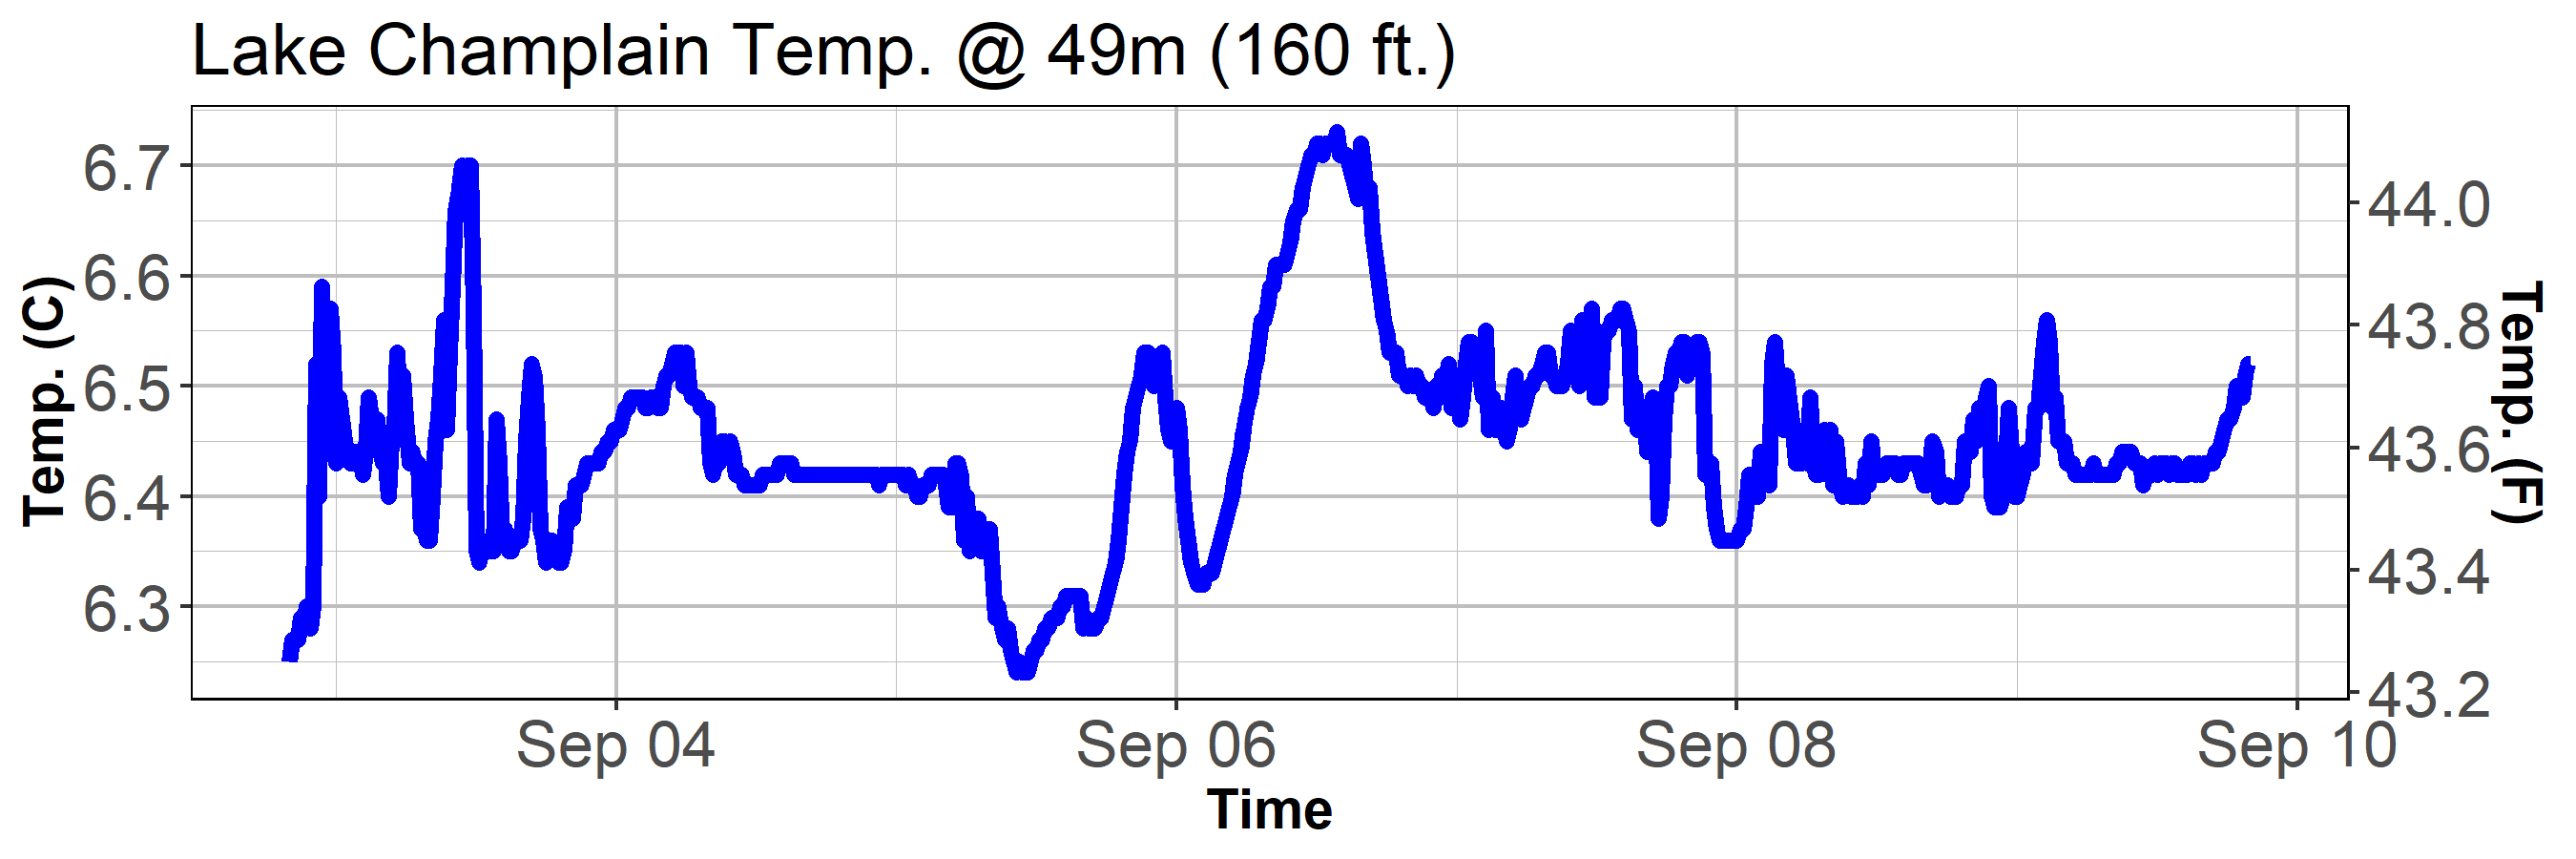 Lake Champlain Temp. @ 49m (160 ft.)
Temp. (C)
6.7
6.6
6.5
6.4
6.3
44.0
43.8
43.6
43.4
43.2
Temp. (F)
Sep 04 Sep 06 Sep 08 Sep 10
Time